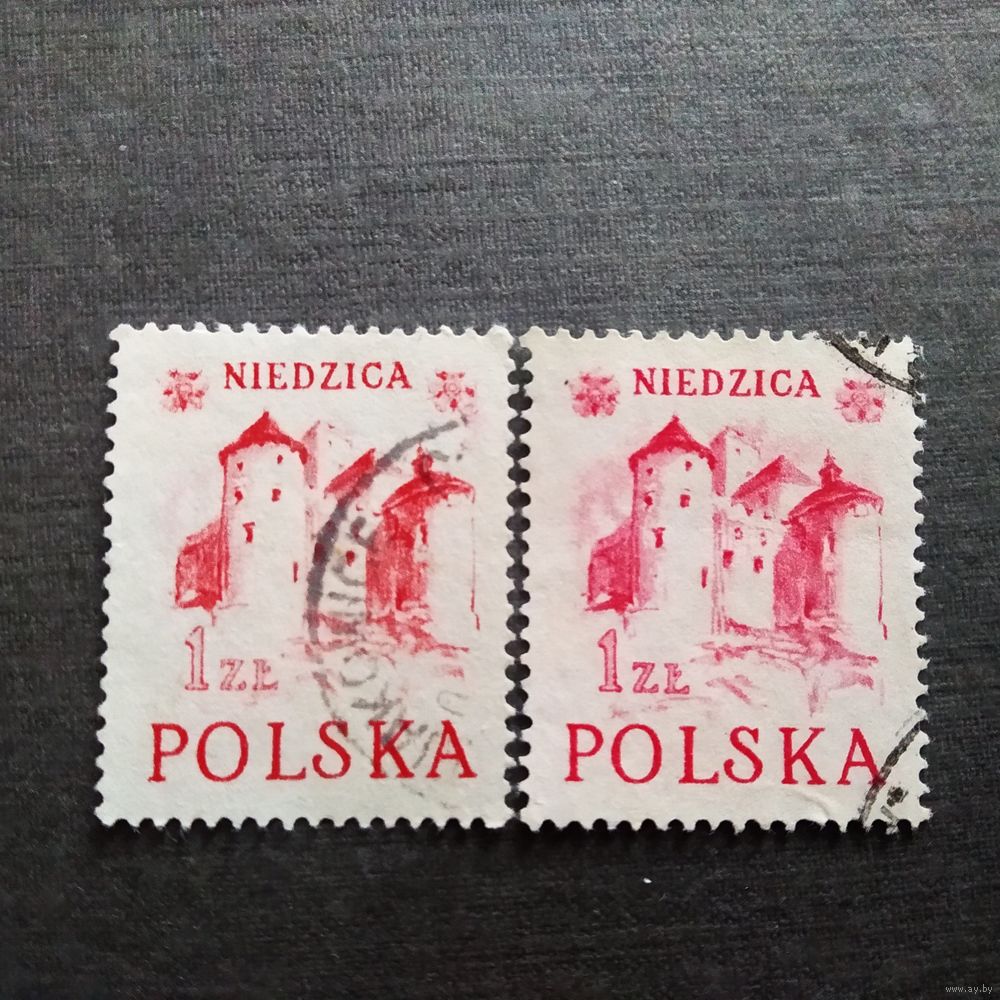 NIEDZICA
1 ZŁ
POLSKA
NIEDZICA
1 ZŁ
POLSKA
www.ay.by